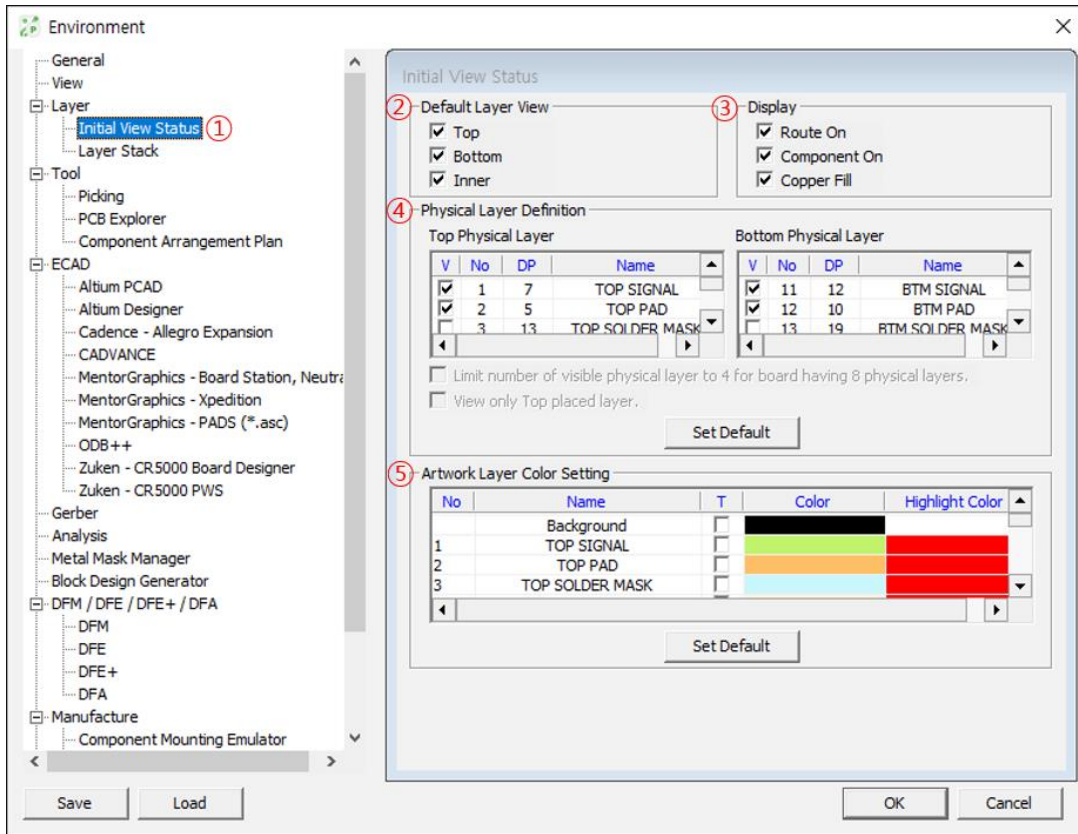 Environment
General
View
Layer
Initial View Status ①
Layer Stack
Tool
Picking
PCB Explorer
Component Arrangement Plan
ECAD
Altium PCAD
Altium Designer
Cadence - Allegro Expansion
CADVANCE
MentorGraphics - Board Station, Neutra
MentorGraphics - Xpedition
MentorGraphics - PADS (*.asc)
ODB++
Zuken - CR5000 Board Designer
Zuken - CR5000 PWS
Gerber
Analysis
Metal Mask Manager
Block Design Generator
DFM / DFE / DFE+ / DFA
DFM
DFE
DFE+
DFA
Manufacture
Component Mounting Emulator
Save Load
Initial View Status
② Default Layer View
Top
Bottom
Inner
③ Display
Route On
Component On
Copper Fill
④ Physical Layer Definition
Top Physical Layer
V No DP Name
1 7 TOP SIGNAL
2 5 TOP PAD
3 13 TOP SOLDER MASK
Bottom Physical Layer
V No DP Name
11 12 BTM SIGNAL
12 10 BTM PAD
13 19 BTM SOLDER MASK
Limit number of visible physical layer to 4 for board having 8 physical layers.
View only Top placed layer.
Set Default
⑤ Artwork Layer Color Setting
No Name T Color Highlight Color
Background
1 TOP SIGNAL
2 TOP PAD
3 TOP SOLDER MASK
Set Default
OK Cancel